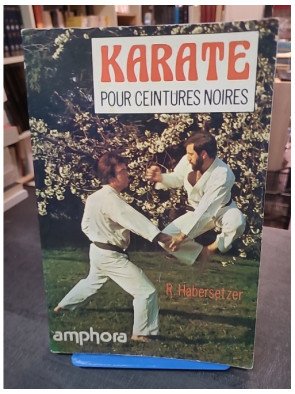 KARATE
POUR CEINTURES NOIRES
R. Habersetzer
amphora